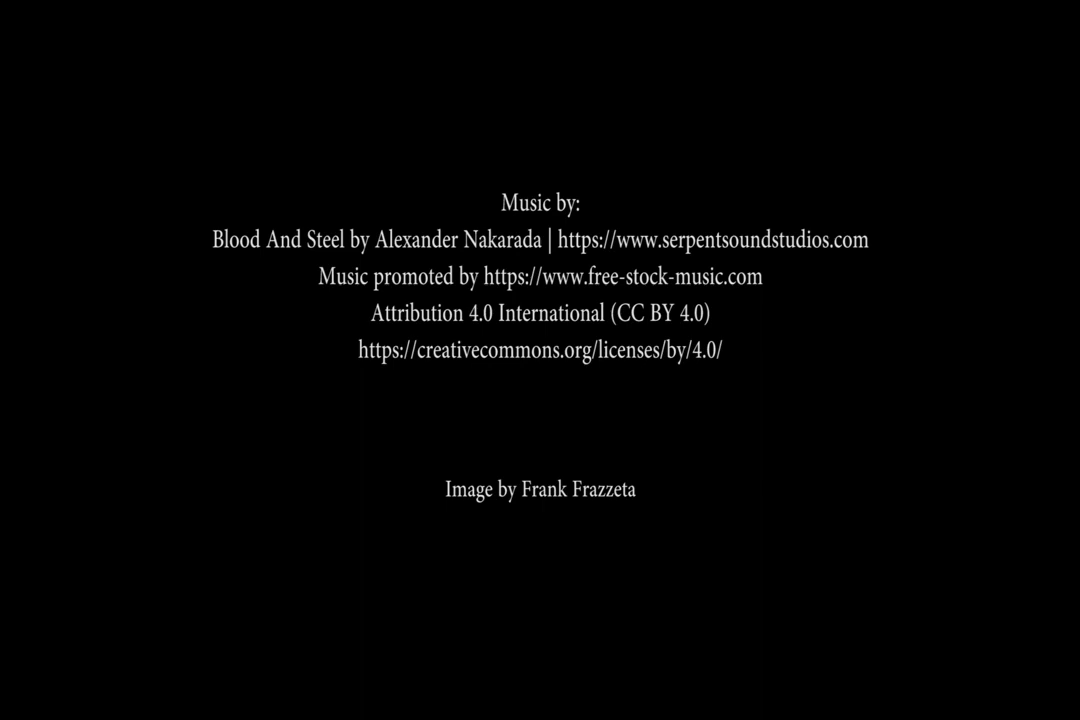 Music by:
Blood And Steel by Alexander Nakarada | https://www.serpentsoundstudios.com
Music promoted by https://www.free-stock-music.com
Attribution 4.0 International (CC BY 4.0)
https://creativecommons.org/licenses/by/4.0/
Image by Frank Frazzeta